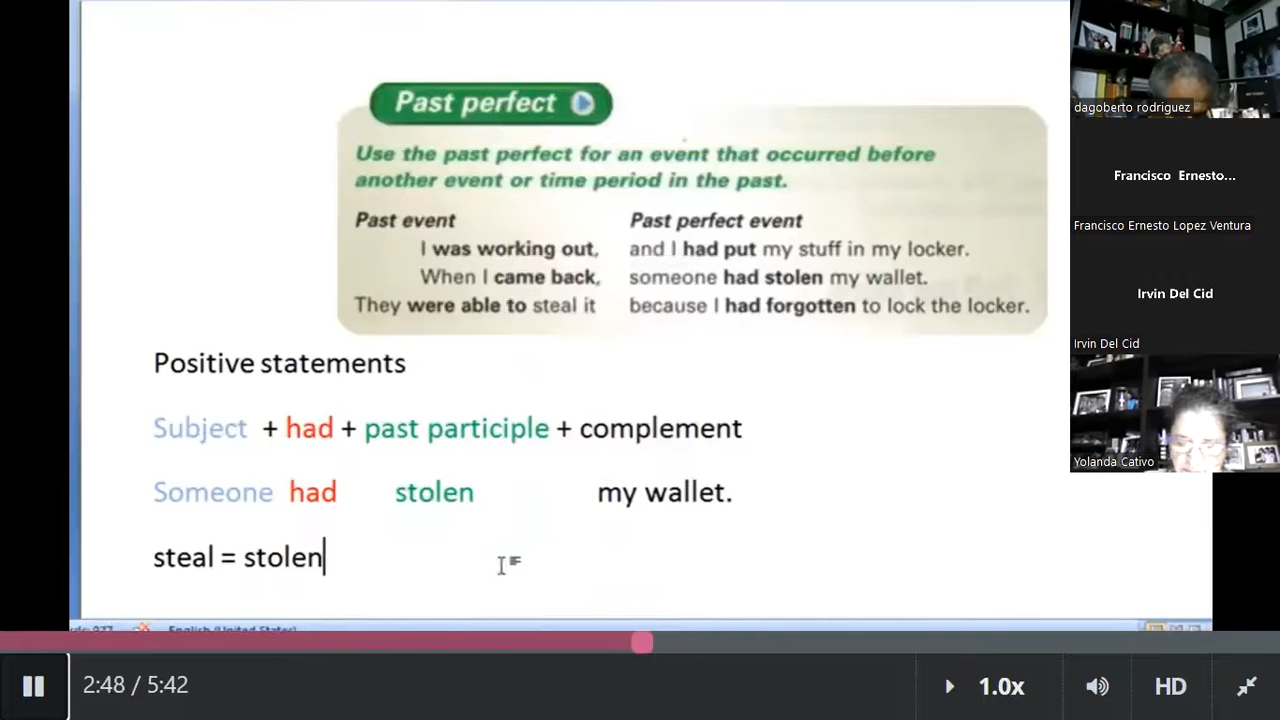 Past perfect
Use the past perfect for an event that occurred before
another event or time period in the past.
Past event Past perfect event
I was working out, and I had put my stuff in my locker.
When I came back, someone had stolen my wallet.
They were able to steal it because I had forgotten to lock the locker.
Positive statements
Subject + had + past participle + complement
Someone had stolen my wallet.
steal = stolen
English (United States)
dagoberto rodriguez
Francisco Ernesto...
Francisco Ernesto Lopez Ventura
Irvin Del Cid
Irvin Del Cid
Yolanda Cativo
2:48 / 5:42
1.0x
HD